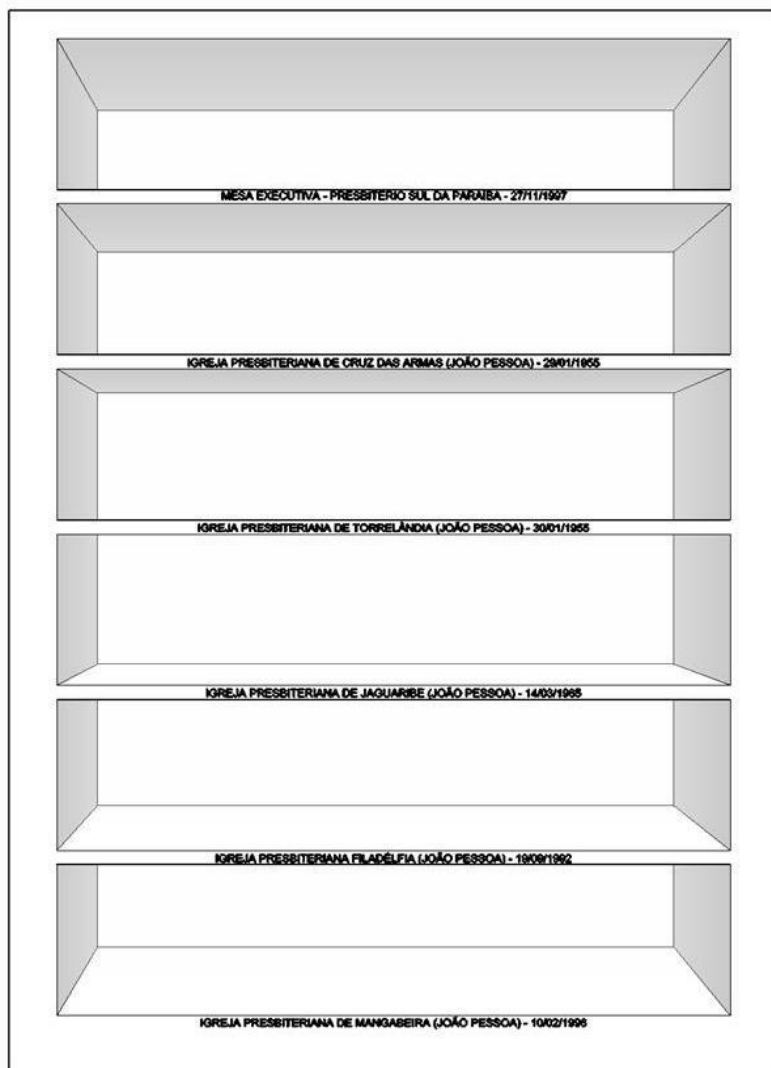 MESA EXECUTIVA - PRESBITERIO SUL DA PARAIBA - 27/11/1997
IGREJA PRESBITERIANA DE CRUZ DAS ARMAS (JOÃO PESSOA) - 29/01/1955
IGREJA PRESBITERIANA DE TORRELÂNDIA (JOÃO PESSOA) - 30/01/1955
IGREJA PRESBITERIANA DE JAGUARIBE (JOÃO PESSOA) - 14/03/1965
IGREJA PRESBITERIANA FILADÉLFIA (JOÃO PESSOA) - 19/09/1992
IGREJA PRESBITERIANA DE MANGABEIRA (JOÃO PESSOA) - 10/02/1996